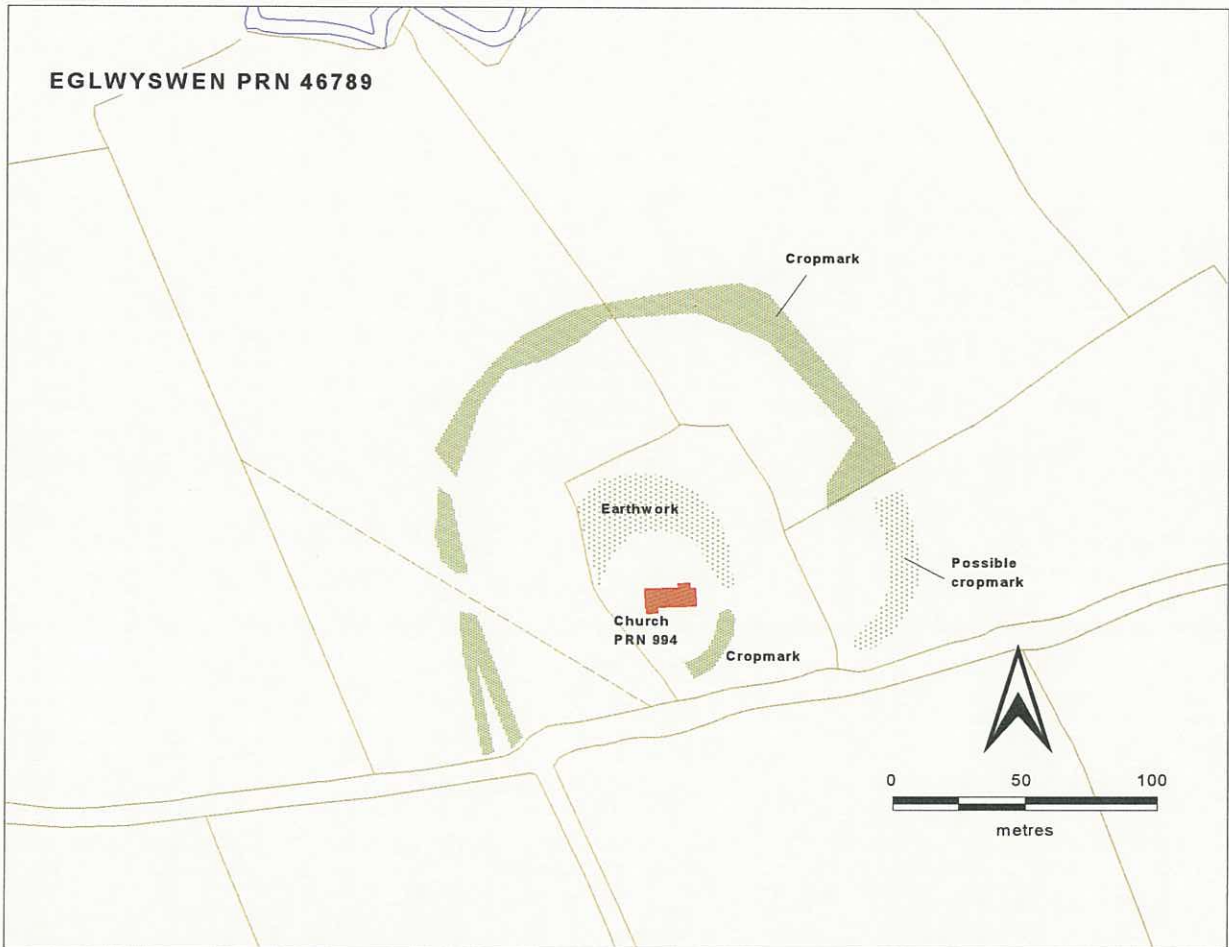 EGLWYSWEN PRN 46789
Cropmark
Earthwork
Possible
cropmark
Church
PRN 994
Cropmark
0 50 100
metres